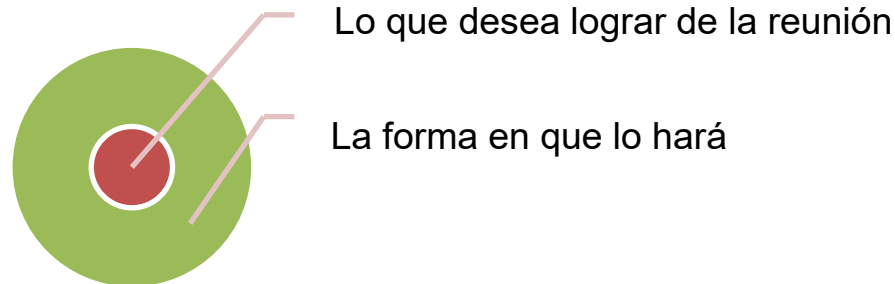 Lo que desea lograr de la reunión
La forma en que lo hará